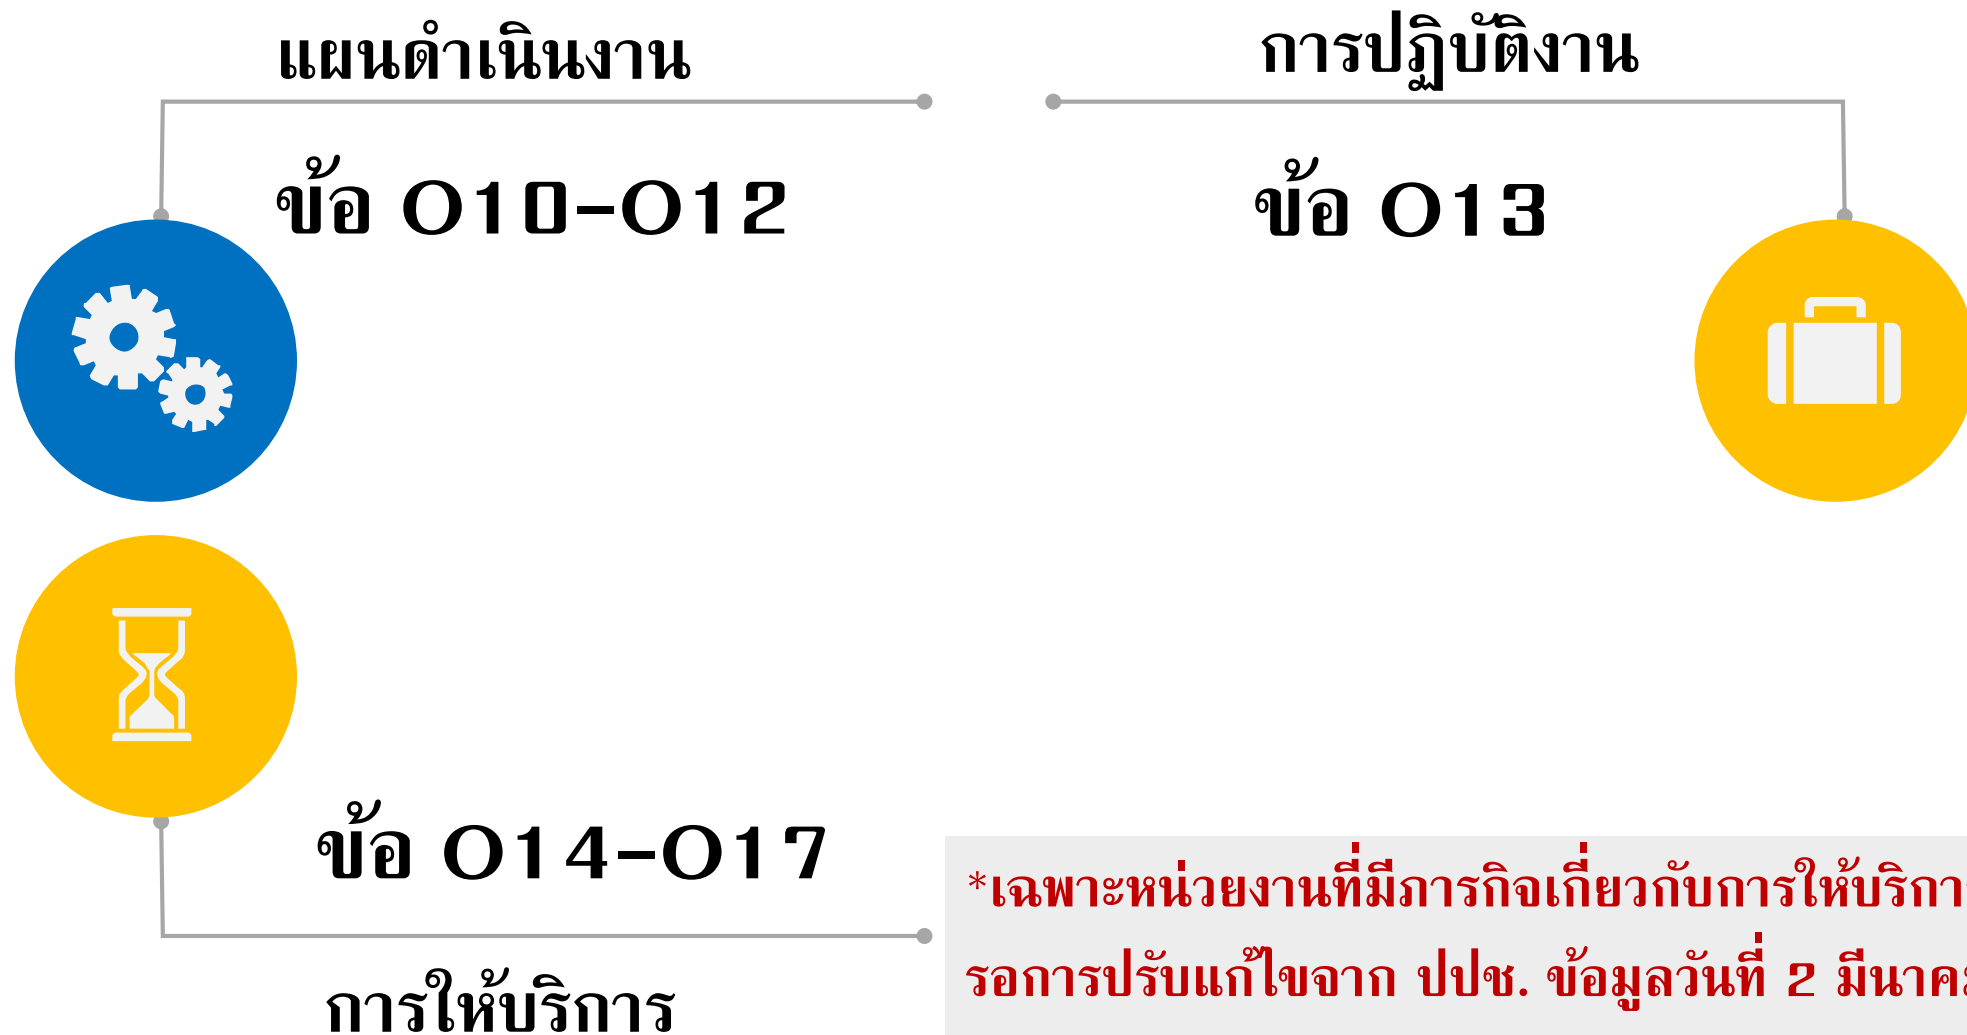 แผนดำเนินงาน
ข้อ O10-O12
การปฏิบัติงาน
ข้อ O13
ข้อ O14-O17
การให้บริการ
*เฉพาะหน่วยงานที่มีภารกิจเกี่ยวกับการให้บริกา
รอการปรับแก้ไขจาก ปปช. ข้อมูลวันที่ 2 มีนาค